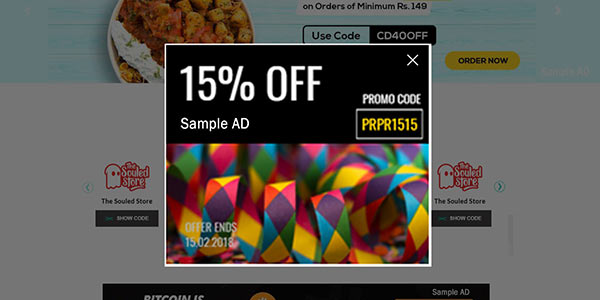 on Orders of Minimum Rs. 149
Use Code CD40OFF
ORDER NOW
Sample AD
15% OFF
Sample AD
PROMO CODE
PRPR1515
OFFER ENDS
15.02.2018
The
Souled
Store
The Souled Store
SHOW CODE
The
Souled
Store
The Souled Store
SHOW CODE
Sample AD
BITCOIN IS